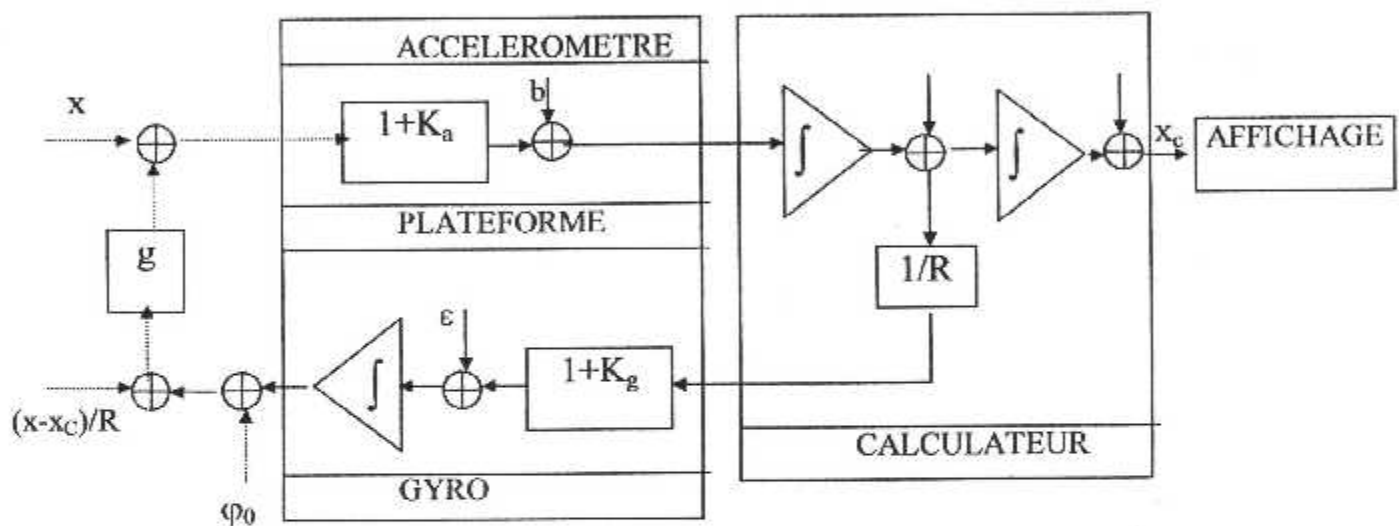 ACCELEROMETRE
x
1+Ka
b
∫
∫
xc
AFFICHAGE
PLATEFORME
g
1/R
ε
∫
1+Kg
(x-xC)/R
CALCULATEUR
GYRO
φ0